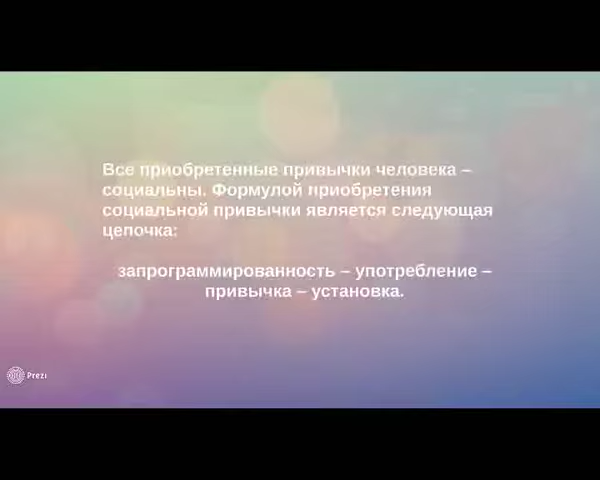 Все приобретенные привычки человека –
социальны. Формулой приобретения
социальной привычки является следующая
цепочка:
запрограммированность – употребление –
привычка – установка.
Prezi